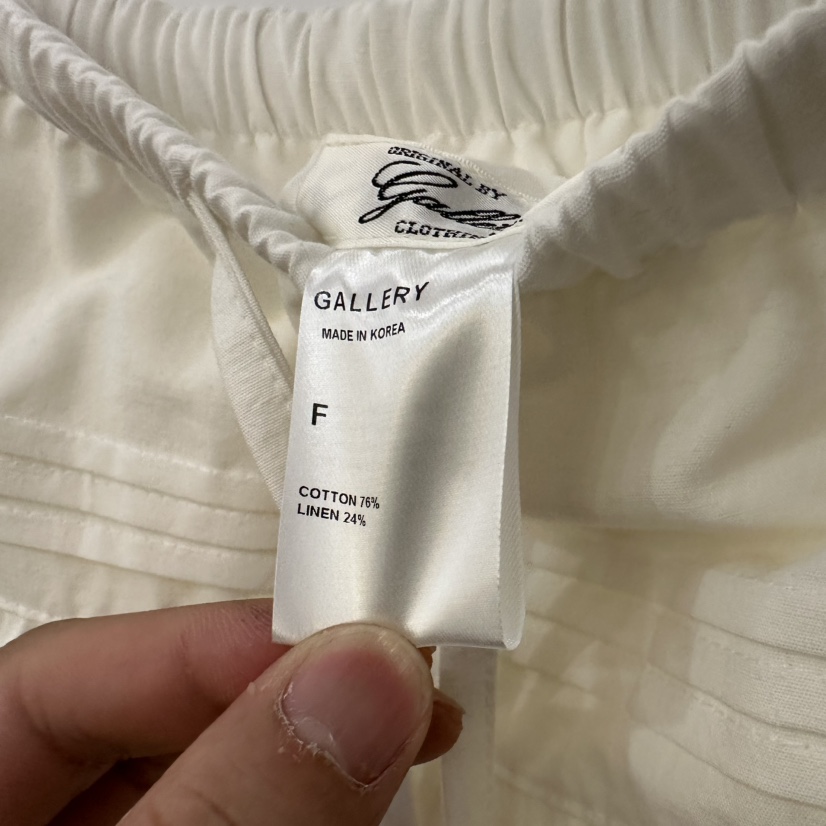 ORIGINAL BY
GALLERY
MADE IN KOREA
F
COTTON 76%
LINEN 24%